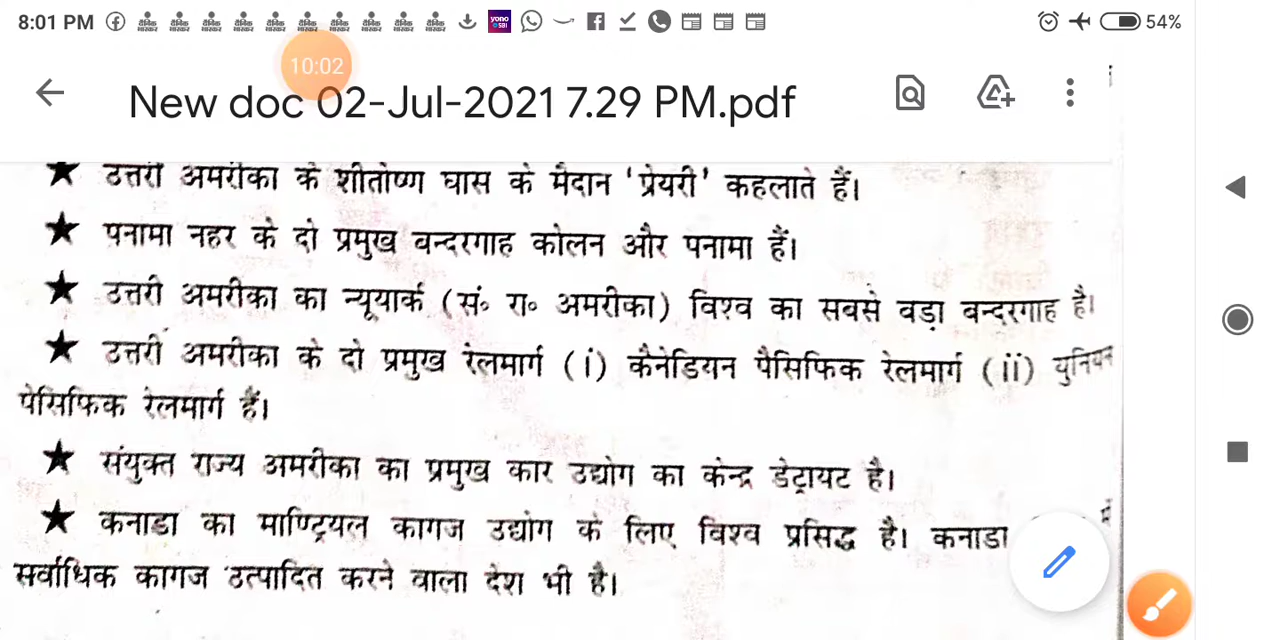 8:01 PM
54%
10:02
New doc 02-Jul-2021 7.29 PM.pdf
★ उत्तरी अमरीका के शीतोष्ण घास के मैदान 'प्रेयरी' कहलाते हैं।
★ पनामा नहर के दो प्रमुख बन्दरगाह कोलन और पनामा हैं।
★ उत्तरी अमरीका का न्यूयार्क (सं॰ रा॰ अमरीका) विश्व का सबसे बड़ा बन्दरगाह है।
★ उत्तरी अमरीका के दो प्रमुख रेलमार्ग (i) कैनेडियन पैसिफिक रेलमार्ग (ii) युनियन
पेसिफिक रेलमार्ग हैं।
★ संयुक्त राज्य अमरीका का प्रमुख कार उद्योग का केन्द्र डेट्रायट है।
★ कनाडा का माण्ट्रियल कागज उद्योग के लिए विश्व प्रसिद्ध है। कनाडा में
सर्वाधिक कागज उत्पादित करने वाला देश भी है।